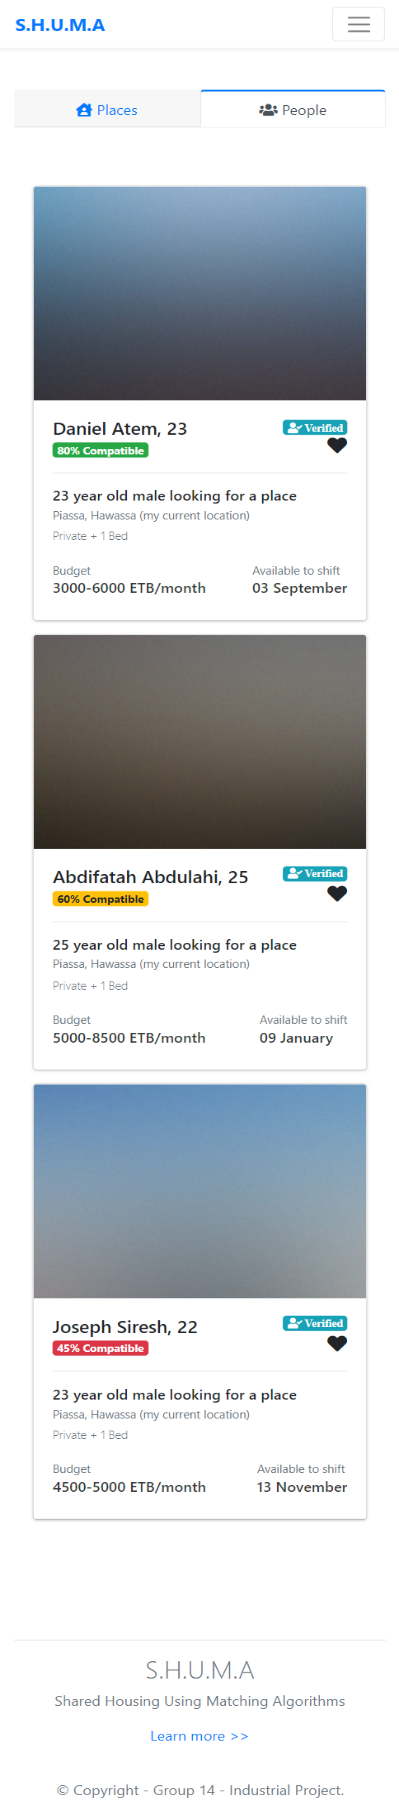 S.H.U.M.A
Places
People
Daniel Atem, 23
Verified
80% Compatible
23 year old male looking for a place
Piassa, Hawassa (my current location)
Private + 1 Bed
Budget
Available to shift
3000-6000 ETB/month
03 September
Abdifatah Abdulahi, 25
Verified
60% Compatible
25 year old male looking for a place
Piassa, Hawassa (my current location)
Private + 1 Bed
Budget
Available to shift
5000-8500 ETB/month
09 January
Joseph Siresh, 22
Verified
45% Compatible
23 year old male looking for a place
Piassa, Hawassa (my current location)
Private + 1 Bed
Budget
Available to shift
4500-5000 ETB/month
13 November
S.H.U.M.A
Shared Housing Using Matching Algorithms
Learn more >>
© Copyright - Group 14 - Industrial Project.